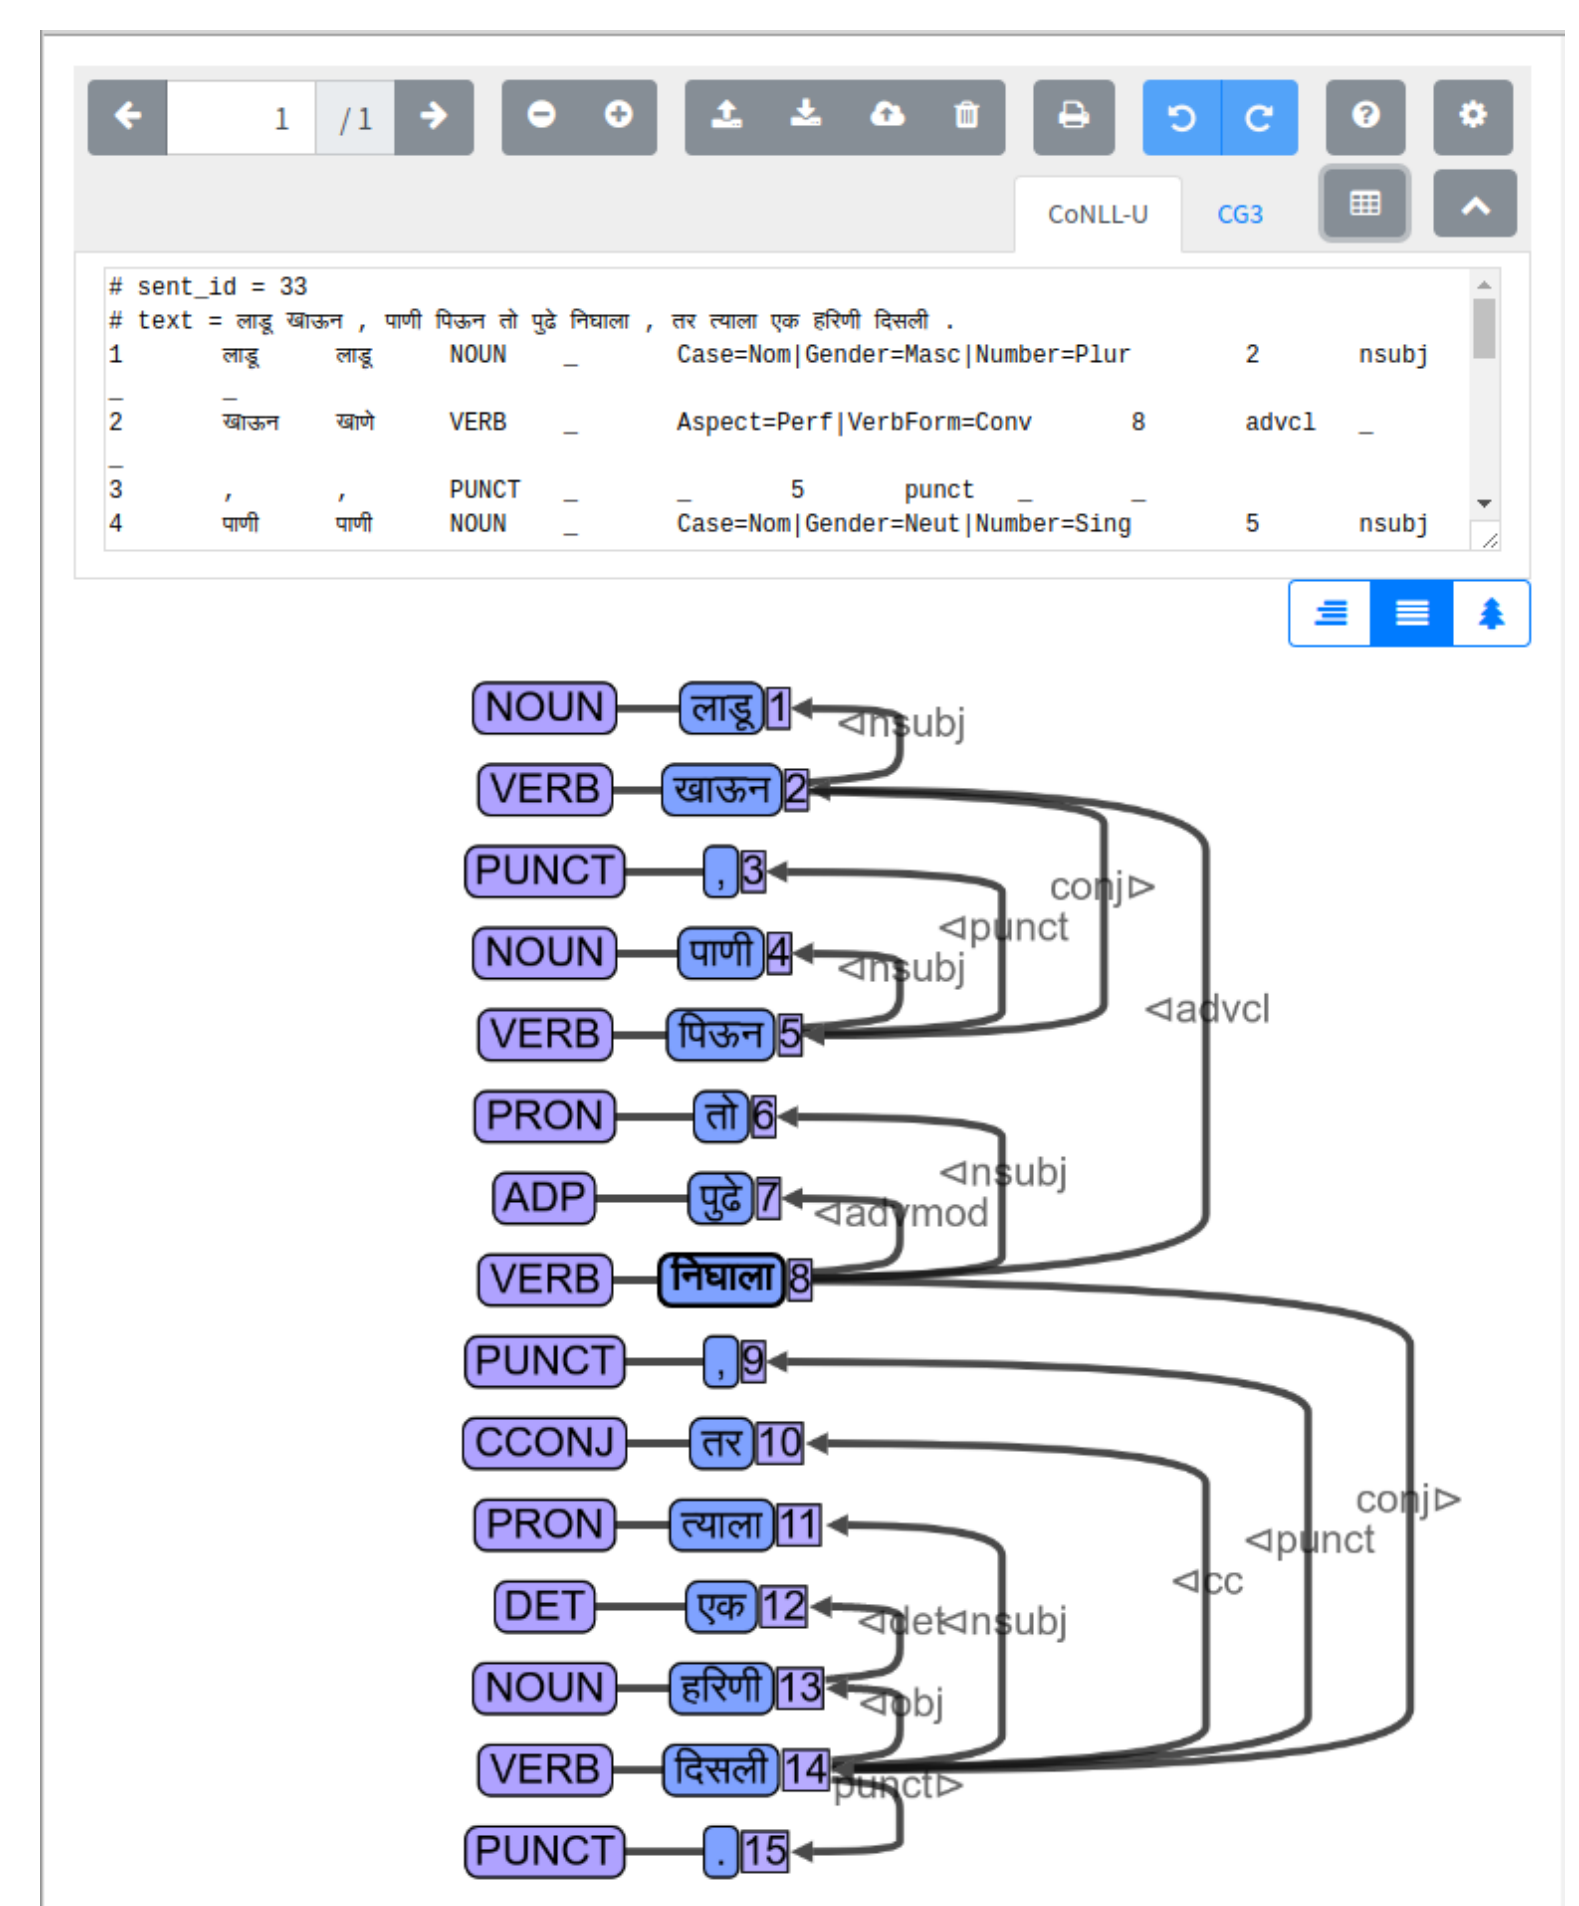 1 / 1
CoNLL-U CG3
# sent_id = 33
# text = लाडू खाऊन , पाणी पिऊन तो पुढे निघाला , तर त्याला एक हरिणी दिसली .
1 लाडू लाडू NOUN _ Case=Nom|Gender=Masc|Number=Plur 2 nsubj
_ _
2 खाऊन खाणे VERB _ Aspect=Perf|VerbForm=Conv 8 advcl _
_
3 , , PUNCT _ _ 5 punct _ _
4 पाणी पाणी NOUN _ Case=Nom|Gender=Neut|Number=Sing 5 nsubj
NOUN लाडू 1
⊲nsubj
VERB खाऊन 2
PUNCT , 3
conj⊳
⊲punct
NOUN पाणी 4
⊲nsubj
⊲advcl
VERB पिऊन 5
PRON तो 6
⊲nsubj
ADP पुढे 7
⊲advmod
VERB निघाला 8
PUNCT , 9
CCONJ तर 10
conj⊳
PRON त्याला 11
⊲punct
⊲cc
DET एक 12
⊲det ⊲nsubj
NOUN हरिणी 13
⊲obj
VERB दिसली 14
punct⊳
PUNCT . 15